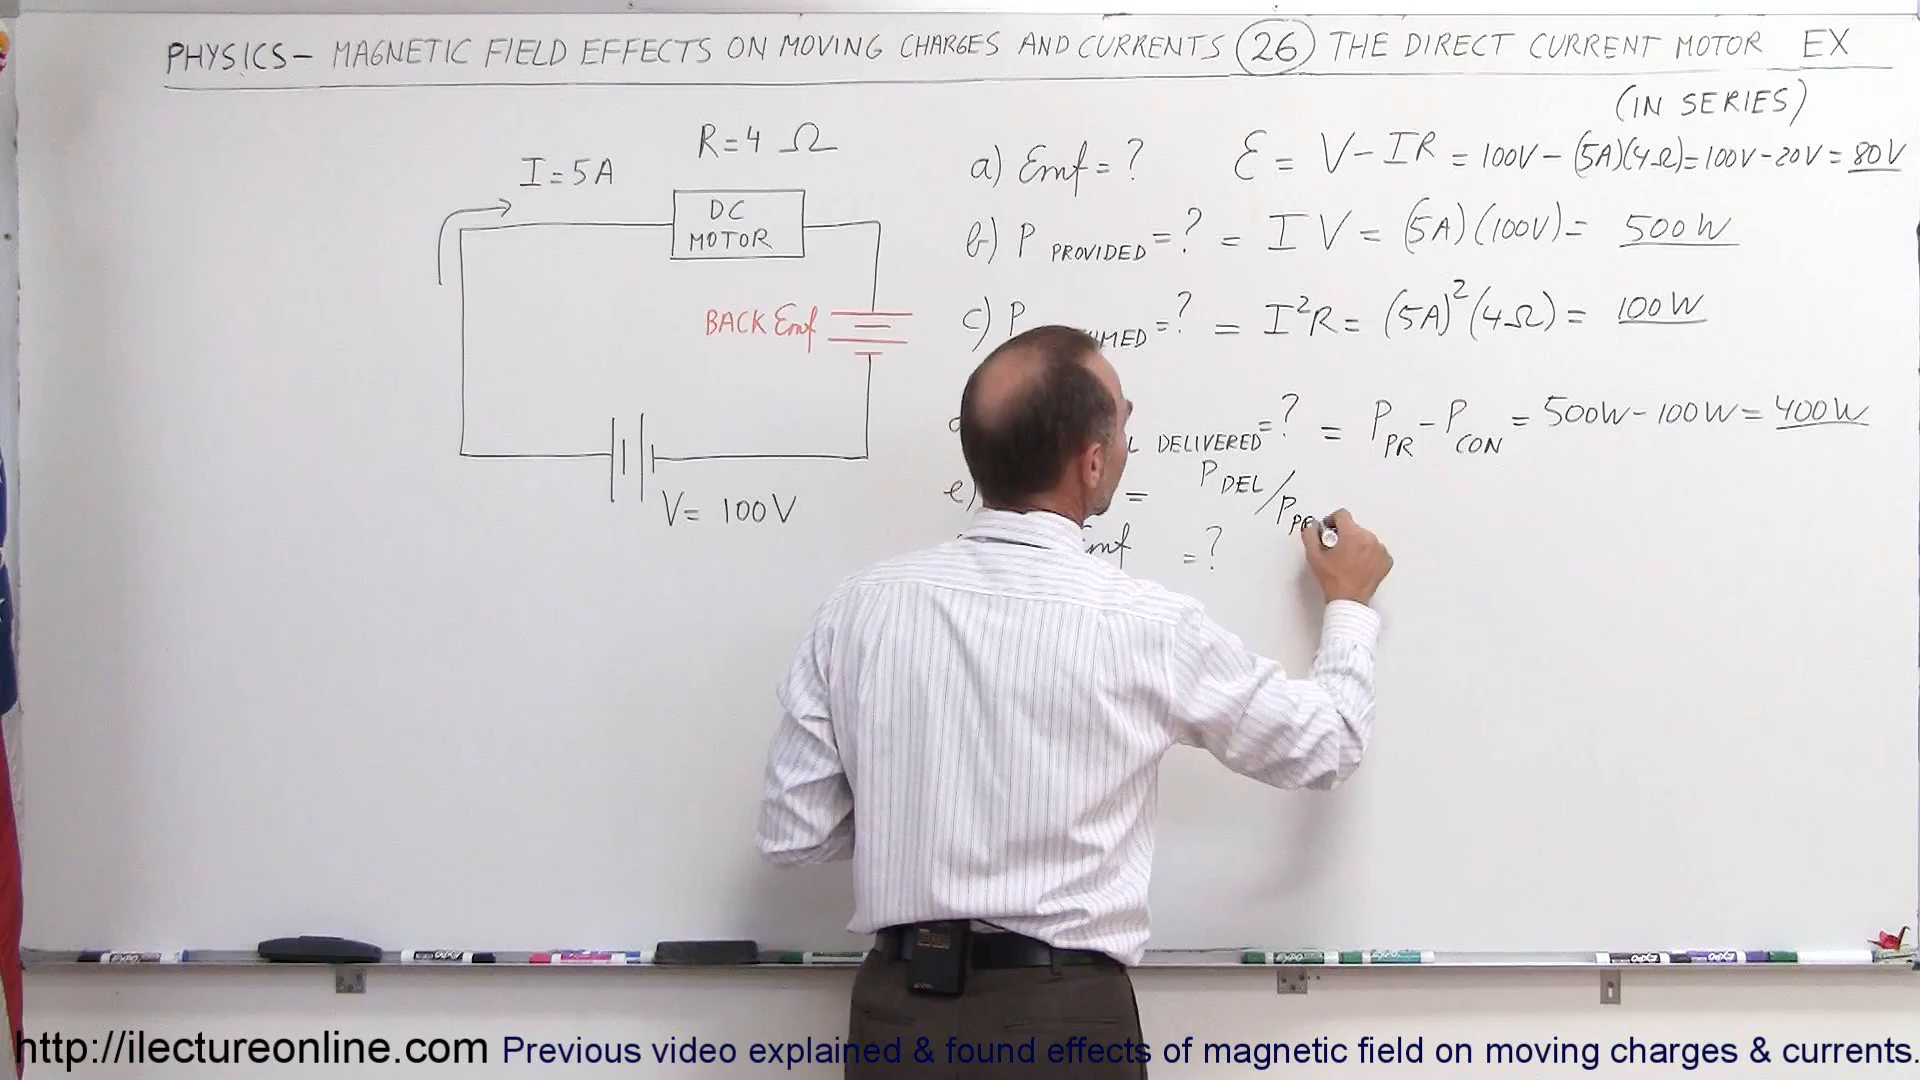 PHYSICS- MAGNETIC FIELD EFFECTS ON MOVING CHARGES AND CURRENTS 26 THE DIRECT CURRENT MOTOR EX
(IN SERIES)
R=4 Ω
I=5A
DC
MOTOR
BACK Emf
V= 100V
a) Emf = ? ℰ = V-IR = 100V-(5A)(4Ω)=100V-20V=80V
b) P PROVIDED =? = IV = (5A)(100V)= 500W
c) P =? = I²R= (5A)²(4Ω)= 100W
DELIVERED=? = P PR - P CON = 500W-100W= 400W
e) = P DEL/P
=?
http://ilectureonline.com Previous video explained & found effects of magnetic field on moving charges & currents.